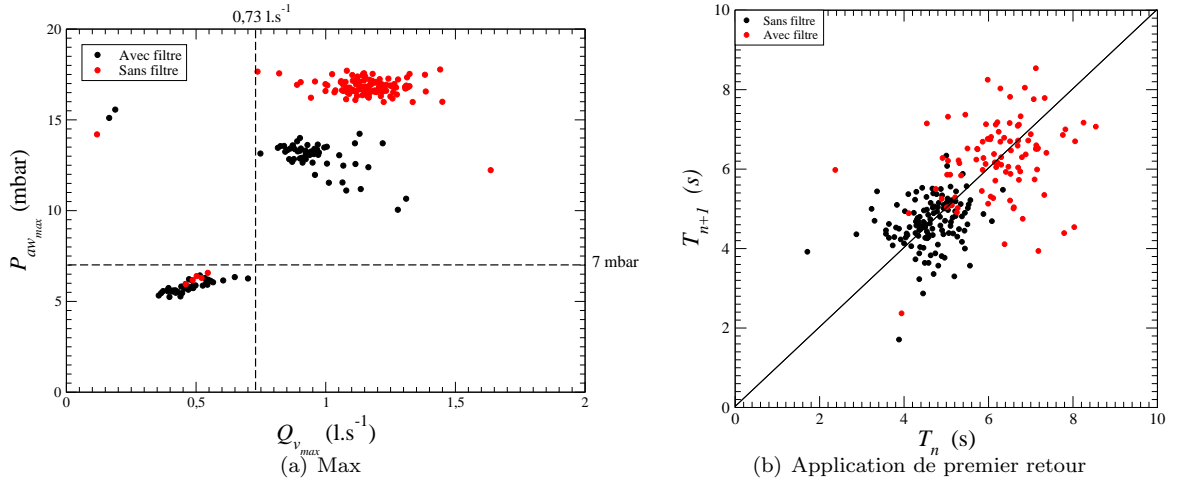 0,73 l.s⁻¹
20
15
10
5
0
P_aw_max (mbar)
Avec filtre
Sans filtre
7 mbar
0
0,5
1
1,5
2
Q_v_max (l.s⁻¹)
(a) Max
10
8
6
4
2
0
T_n+1 (s)
Sans filtre
Avec filtre
0
2
4
6
8
10
T_n (s)
(b) Application de premier retour